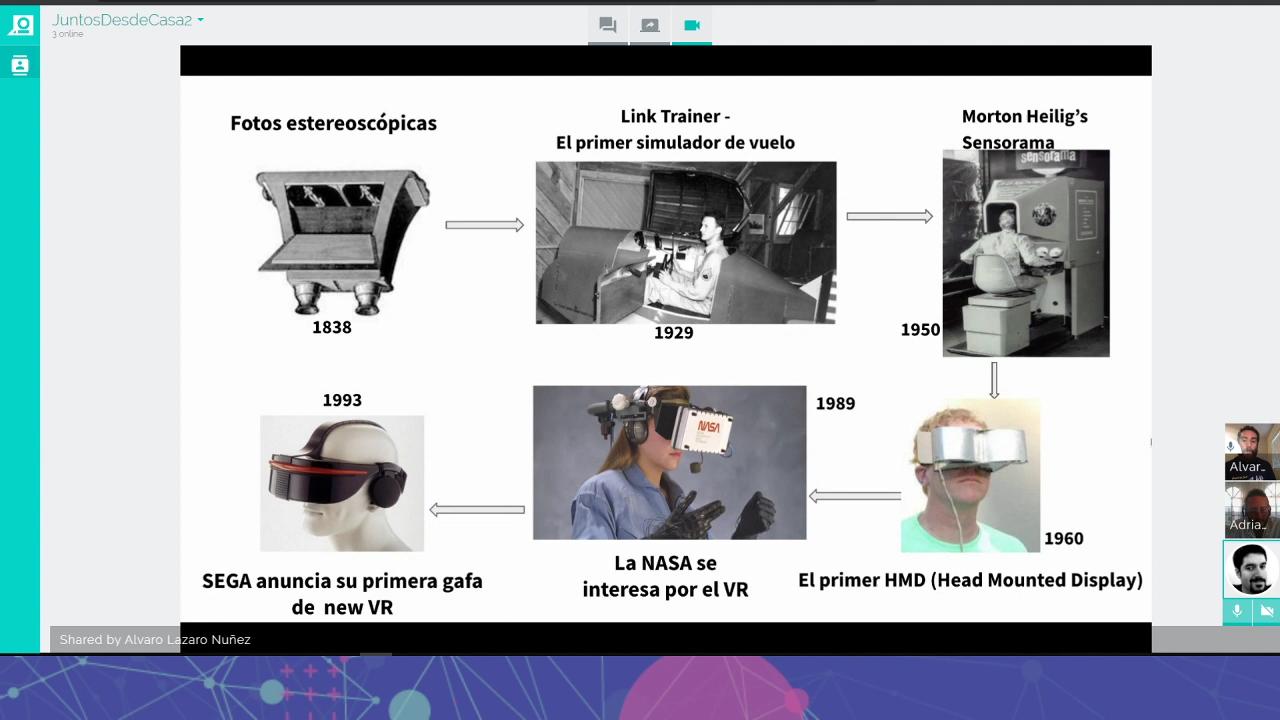 JuntosDesdeCasa2
3 online
Fotos estereoscópicas
1838
Link Trainer -
El primer simulador de vuelo
1929
Morton Heilig's
Sensorama
sensorama
1950
1960
El primer HMD (Head Mounted Display)
1989
NASA
La NASA se
interesa por el VR
1993
SEGA anuncia su primera gafa
de new VR
Alvar...
Adria...
Shared by Alvaro Lazaro Nuñez